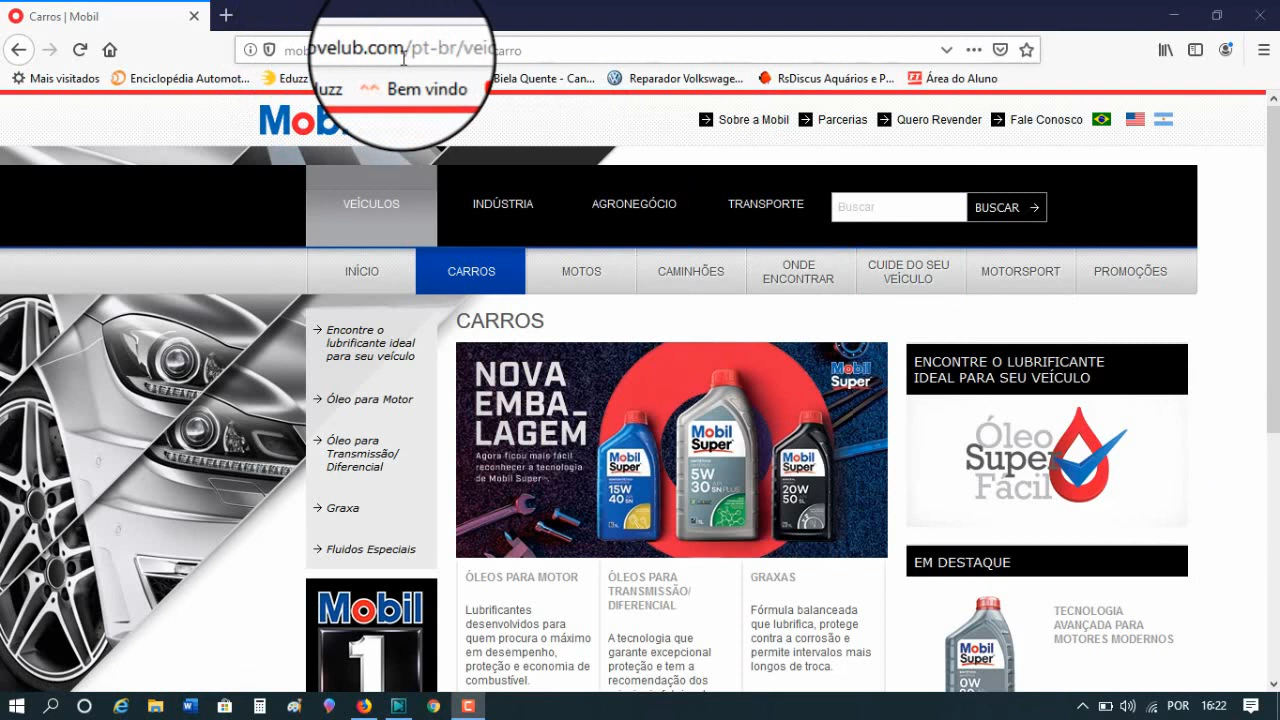 Carros | Mobil
mob
ovelub.com/pt-br/veic
carro
Mais visitados
Enciclopédia Automot...
Eduzz
uzz
Bem vindo
Biela Quente - Can...
Reparador Volkswage...
RsDiscus Aquários e P...
Área do Aluno
Mob
Sobre a Mobil
Parcerias
Quero Revender
Fale Conosco
VEÍCULOS
INDÚSTRIA
AGRONEGÓCIO
TRANSPORTE
Buscar
BUSCAR
INÍCIO
CARROS
MOTOS
CAMINHÕES
ONDE
ENCONTRAR
CUIDE DO SEU
VEÍCULO
MOTORSPORT
PROMOÇÕES
Encontre o
lubrificante ideal
para seu veículo
Óleo para Motor
Óleo para
Transmissão/
Diferencial
Graxa
Fluidos Especiais
Mobil
1
CARROS
NOVA
EMBA_
LAGEM
Agora ficou mais fácil
reconhecer a tecnologia
de Mobil Super.
Mobil
Super
Mobil
Super
15W
40
Mobil
Super
5W
30
Mobil
Super
20W
50
ÓLEOS PARA MOTOR
Lubrificantes
desenvolvidos para
quem procura o máximo
em desempenho,
proteção e economia de
combustível.
ÓLEOS PARA
TRANSMISSÃO/
DIFERENCIAL
A tecnologia que
garante excepcional
proteção e tem a
recomendação dos
GRAXAS
Fórmula balanceada
que lubrifica, protege
contra a corrosão e
permite intervalos mais
longos de troca.
ENCONTRE O LUBRIFICANTE
IDEAL PARA SEU VEÍCULO
Óleo
Super
Fácil
EM DESTAQUE
Mobil
Super
0W
TECNOLOGIA
AVANÇADA PARA
MOTORES MODERNOS
POR
16:22